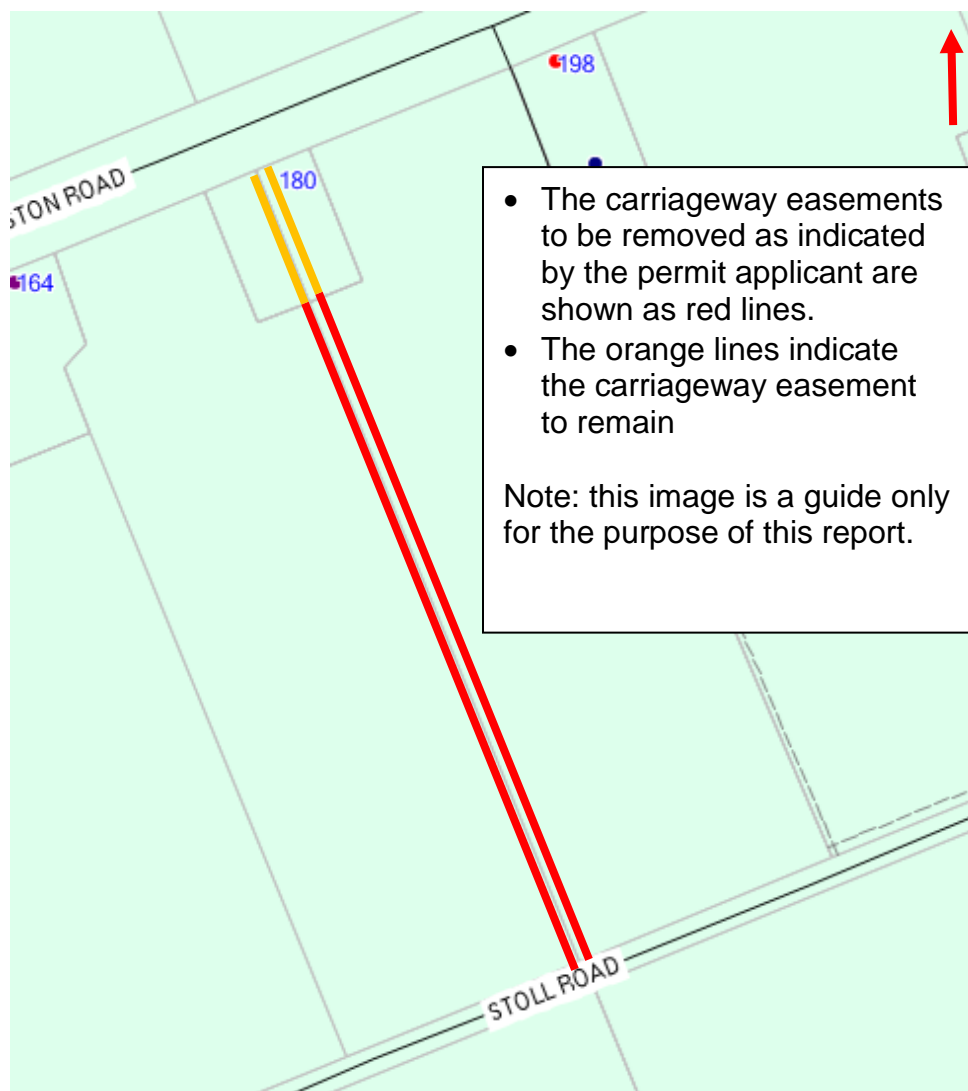 198
STON ROAD
180
164
• The carriageway easements
to be removed as indicated
by the permit applicant are
shown as red lines.
• The orange lines indicate
the carriageway easement
to remain
Note: this image is a guide only
for the purpose of this report.
STOLL ROAD